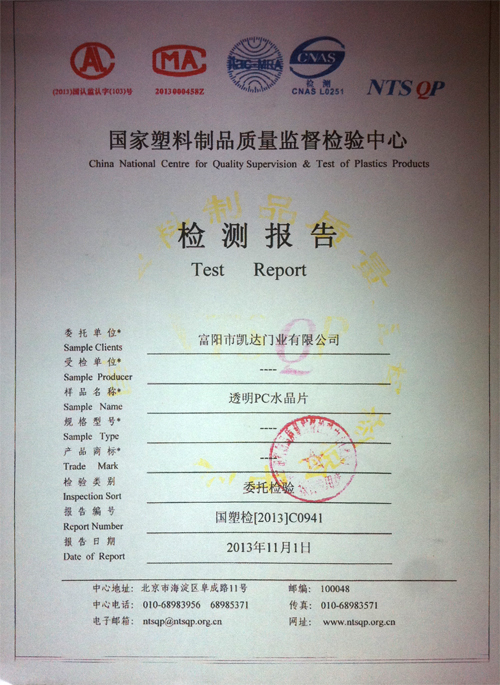 CAL
CMA
ilac-MRA
CNAS
检 测
(2013)国认监认字(103)号
2013000458Z
CNAS L0251
NTSQP
国家塑料制品质量监督检验中心
China National Centre for Quality Supervision & Test of Plastics Products
检 测 报 告
Test Report
委 托 单 位* 富阳市凯达门业有限公司
Sample Clients
受 检 单 位* ----
Sample Producer
样 品 名 称* 透明PC水晶片
Sample Name
规 格 型 号* ----
Sample Type
产 品 商 标* ----
Trade Mark
检 验 类 别 委托检验
Inspection Sort
报 告 编 号 国塑检[2013]C0941
Report Number
报 告 日 期 2013年11月1日
Date of Report
中心地址: 北京市海淀区阜成路11号 邮编: 100048
中心电话: 010-68983956 68985371 传真: 010-68983571
电子邮箱: ntsqp@ntsqp.org.cn 网址: www.ntsqp.org.cn